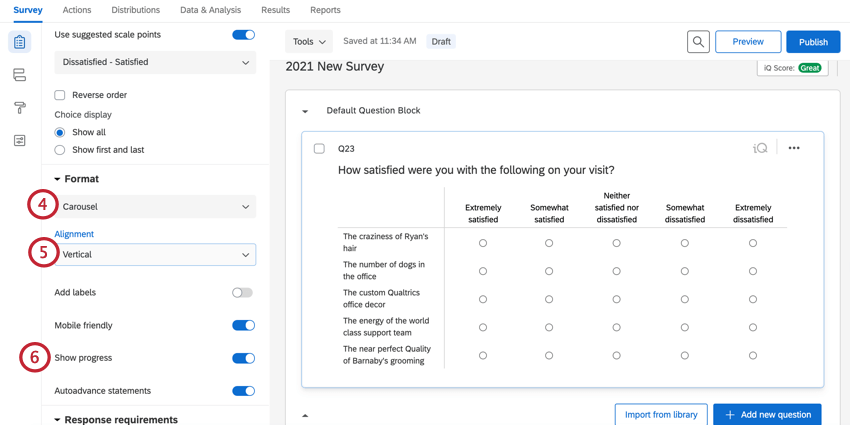 Survey Actions Distributions Data & Analysis Results Reports
Use suggested scale points
Dissatisfied - Satisfied
Reverse order
Choice display
Show all
Show first and last
Format
4
Carousel
Alignment
5
Vertical
Add labels
Mobile friendly
6
Show progress
Autoadvance statements
Response requirements
Tools Saved at 11:34 AM Draft Preview Publish
2021 New Survey
iQ Score: Great
Default Question Block
Q23
iQ
How satisfied were you with the following on your visit?
Extremely
satisfied
Somewhat
satisfied
Neither
satisfied nor
dissatisfied
Somewhat
dissatisfied
Extremely
dissatisfied
The craziness of Ryan's
hair
The number of dogs in
the office
The custom Qualtrics
office decor
The energy of the world
class support team
The near perfect Quality
of Barnaby's grooming
Import from library
Add new question